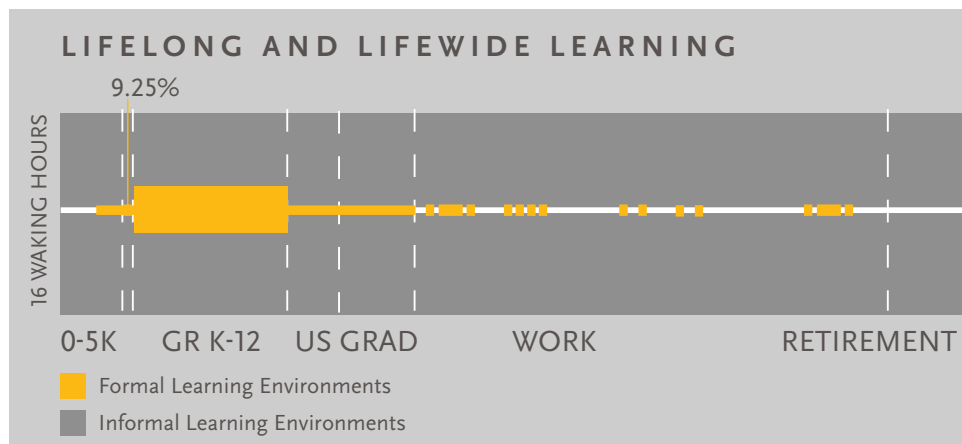 LIFELONG AND LIFEWIDE LEARNING
9.25%
16 WAKING HOURS
0-5K GR K-12 US GRAD WORK RETIREMENT
Formal Learning Environments
Informal Learning Environments